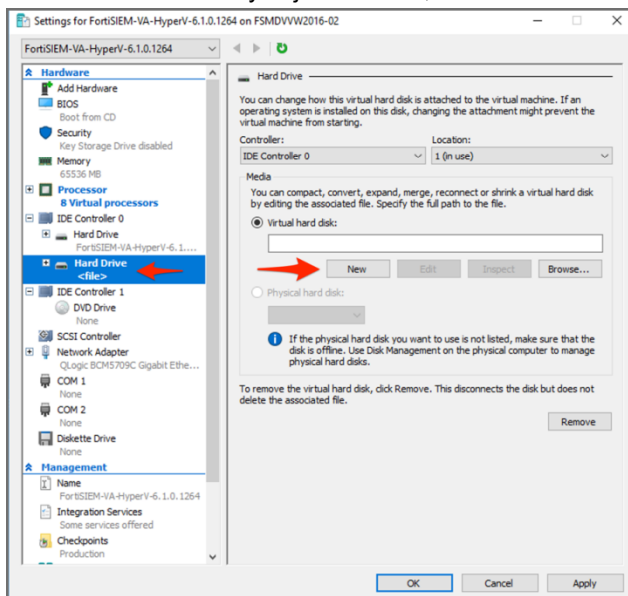 Settings for FortiSIEM-VA-HyperV-6.1.0.1264 on FSMDVVW2016-02
FortiSIEM-VA-HyperV-6.1.0.1264
Hardware
Add Hardware
BIOS
Boot from CD
Security
Key Storage Drive disabled
Memory
65536 MB
Processor
8 Virtual processors
IDE Controller 0
Hard Drive
FortiSIEM-VA-HyperV-6.1....
Hard Drive
<file>
IDE Controller 1
DVD Drive
None
SCSI Controller
Network Adapter
QLogic BCM5709C Gigabit Ethe...
COM 1
None
COM 2
None
Diskette Drive
None
Management
Name
FortiSIEM-VA-HyperV-6.1.0.1264
Integration Services
Some services offered
Checkpoints
Production
Hard Drive
You can change how this virtual hard disk is attached to the virtual machine. If an
operating system is installed on this disk, changing the attachment might prevent the
virtual machine from starting.
Controller: Location:
IDE Controller 0 1 (in use)
Media
You can compact, convert, expand, merge, reconnect or shrink a virtual hard disk
by editing the associated file. Specify the full path to the file.
Virtual hard disk:
New Edit Inspect Browse...
Physical hard disk:
If the physical hard disk you want to use is not listed, make sure that the
disk is offline. Use Disk Management on the physical computer to manage
physical hard disks.
To remove the virtual hard disk, click Remove. This disconnects the disk but does not
delete the associated file.
Remove
OK Cancel Apply